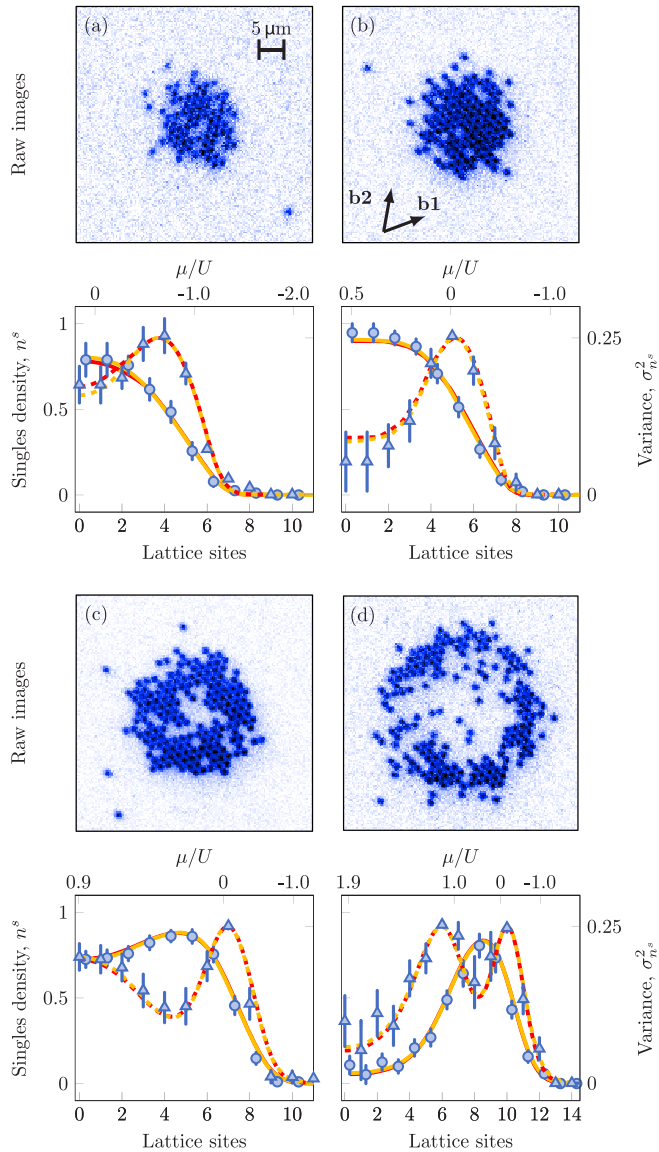 (a)
5 μm
(b)
Raw images
b2
b1
μ/U
μ/U
0 -1.0 -2.0
0.5 0 -1.0
Singles density, nˢ
1
0.5
0
0.25
0
Variance, σ²ₙₛ
0 2 4 6 8 10
0 2 4 6 8 10
Lattice sites
Lattice sites
(c)
(d)
Raw images
μ/U
μ/U
0.9 0 -1.0
1.9 1.0 0 -1.0
Singles density, nˢ
1
0.5
0
0.25
0
Variance, σ²ₙₛ
0 2 4 6 8 10
0 2 4 6 8 10 12 14
Lattice sites
Lattice sites